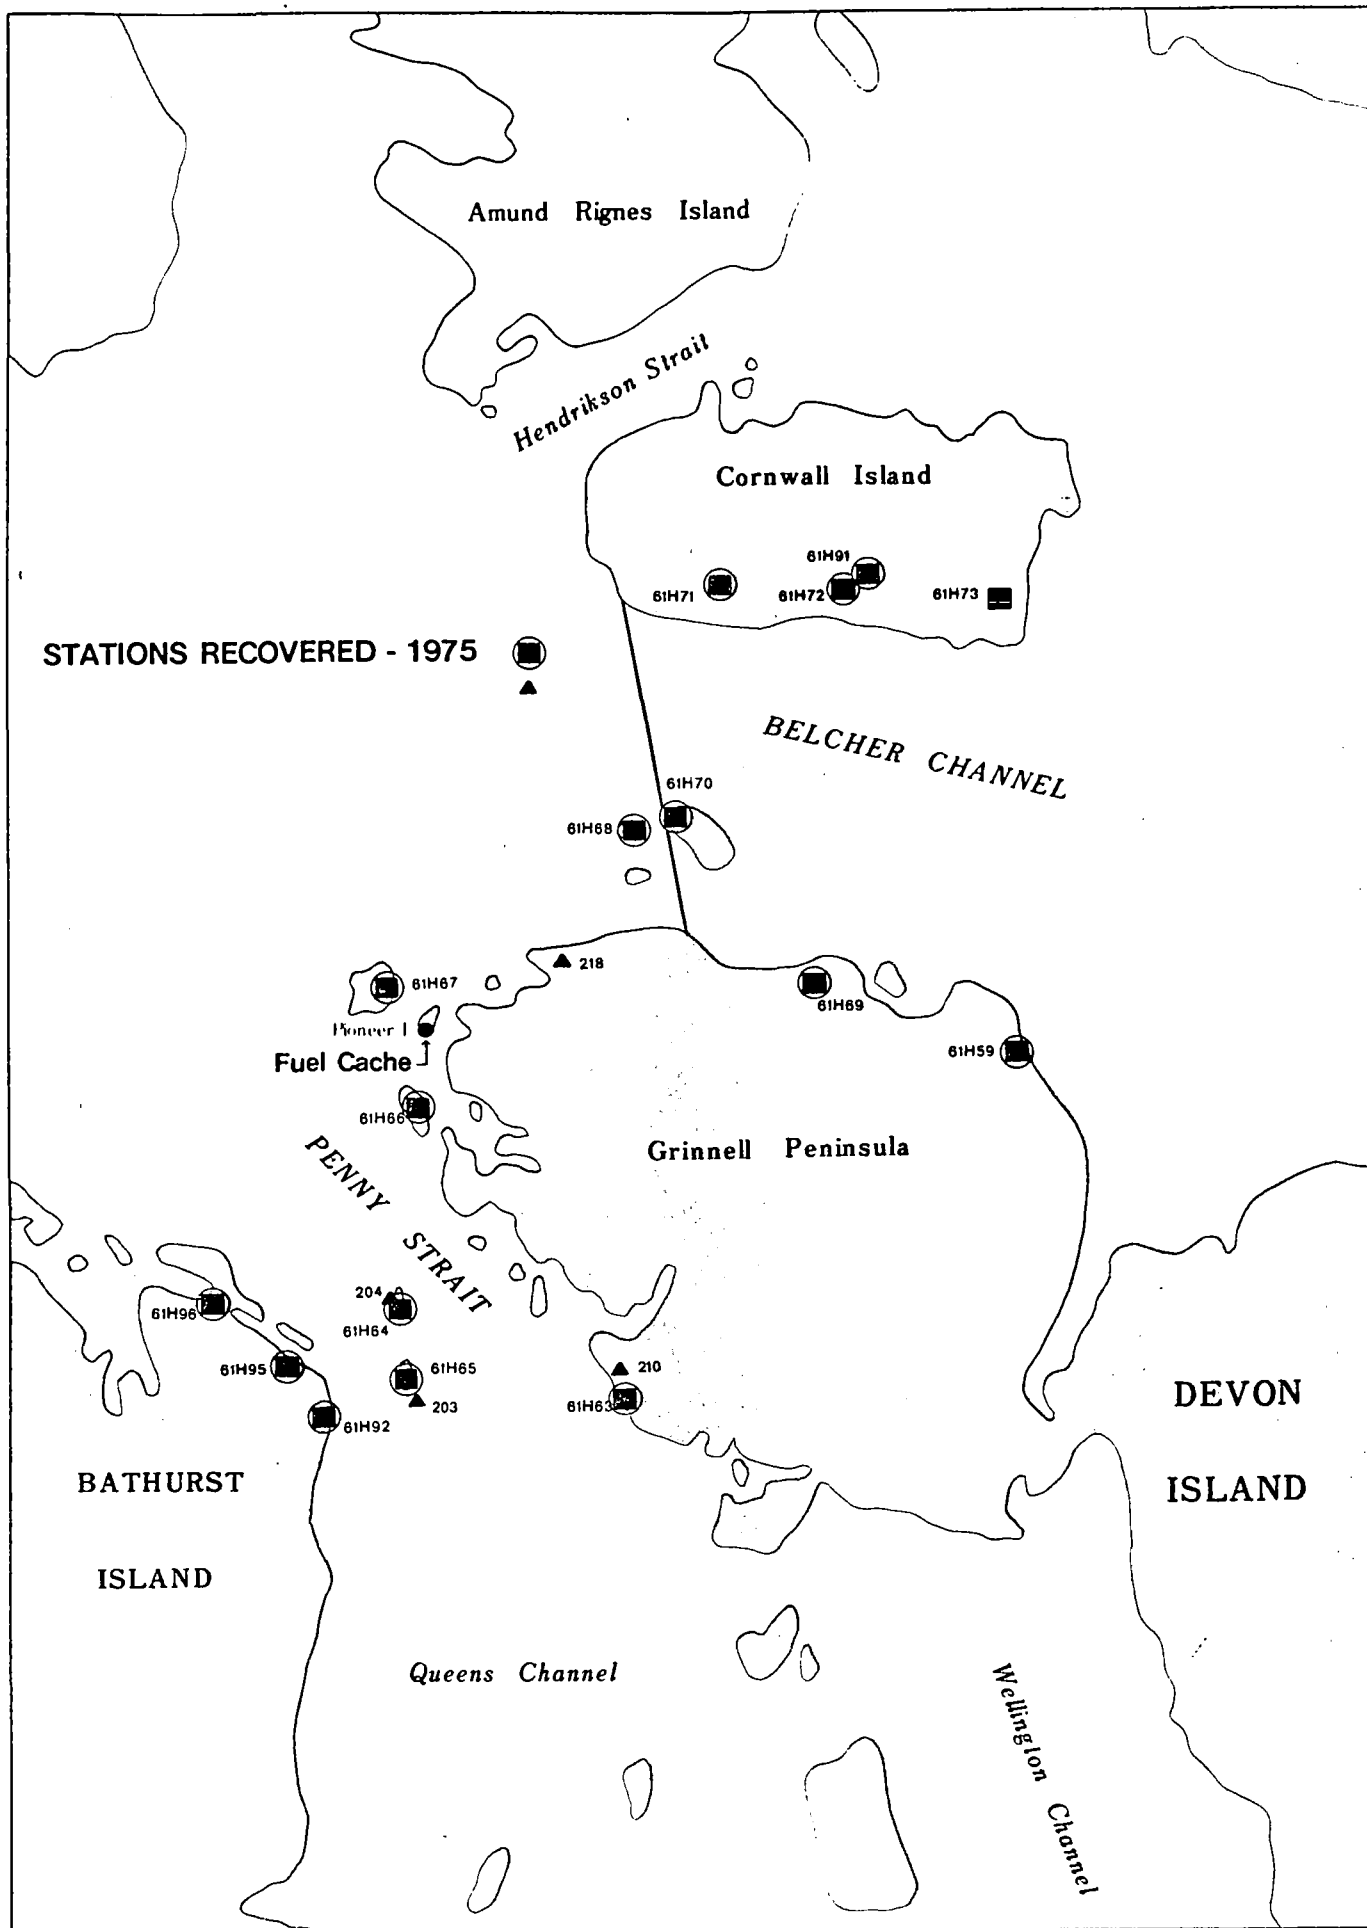 Amund Rignes Island
Hendrikson Strait
Cornwall Island
61H91
61H71
61H72
61H73
STATIONS RECOVERED - 1975
BELCHER CHANNEL
61H70
61H68
218
61H67
61H69
Pioneer I
Fuel Cache
61H59
61H66
Grinnell Peninsula
PENNY STRAIT
204
61H96
61H64
61H95
61H65
210
203
61H63
61H92
DEVON
ISLAND
BATHURST
ISLAND
Queens Channel
Wellington Channel